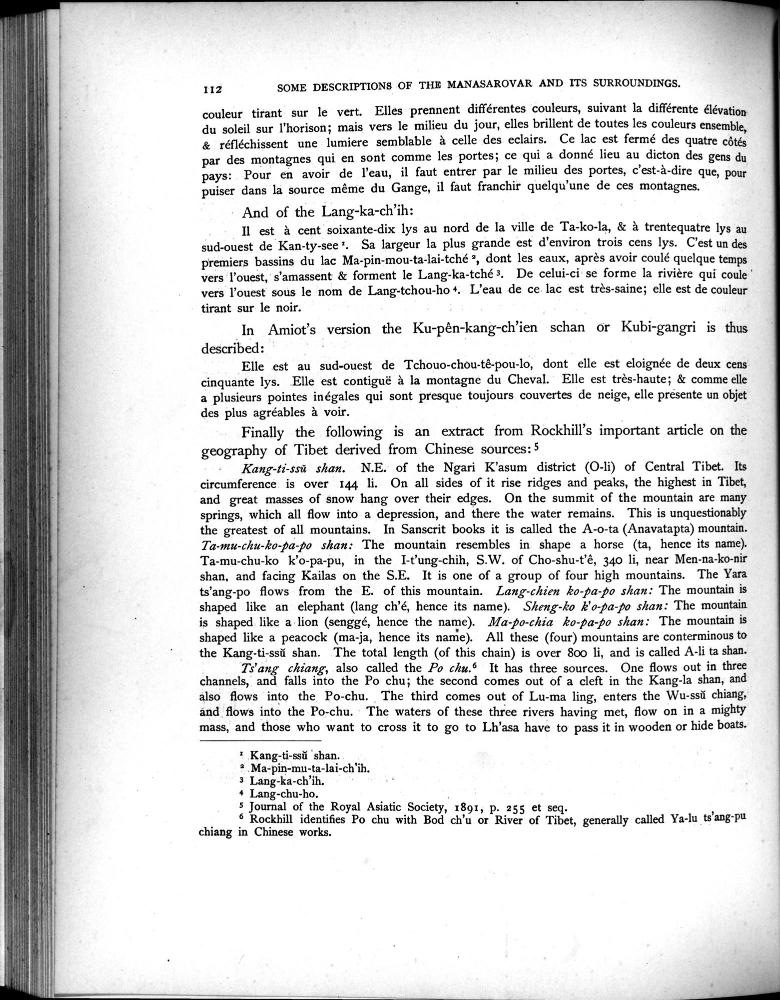 112 SOME DESCRIPTIONS OF THE MANASAROVAR AND ITS SURROUNDINGS.
couleur tirant sur le vert. Elles prennent différentes couleurs, suivant la différente élévation
du soleil sur l'horison; mais vers le milieu du jour, elles brillent de toutes les couleurs ensemble,
& réfléchissent une lumiere semblable à celle des eclairs. Ce lac est fermé des quatre côtés
par des montagnes qui en sont comme les portes; ce qui a donné lieu au dicton des gens du
pays: Pour en avoir de l'eau, il faut entrer par le milieu des portes, c'est-à-dire que, pour
puiser dans la source même du Gange, il faut franchir quelqu'une de ces montagnes.
And of the Lang-ka-ch'ih:
Il est à cent soixante-dix lys au nord de la ville de Ta-ko-la, & à trentequatre lys au
sud-ouest de Kan-ty-see ¹. Sa largeur la plus grande est d'environ trois cens lys. C'est un des
premiers bassins du lac Ma-pin-mou-ta-lai-tché ², dont les eaux, après avoir coulé quelque temps
vers l'ouest, s'amassent & forment le Lang-ka-tché ³. De celui-ci se forme la rivière qui coule
vers l'ouest sous le nom de Lang-tchou-ho ⁴. L'eau de ce lac est très-saine; elle est de couleur
tirant sur le noir.
In Amiot's version the Ku-pên-kang-ch'ien schan or Kubi-gangri is thus
described:
Elle est au sud-ouest de Tchouo-chou-tê-pou-lo, dont elle est eloignée de deux cens
cinquante lys. Elle est contiguë à la montagne du Cheval. Elle est très-haute; & comme elle
a plusieurs pointes inégales qui sont presque toujours couvertes de neige, elle présente un objet
des plus agréables à voir.
Finally the following is an extract from Rockhill's important article on the
geography of Tibet derived from Chinese sources: ⁵
Kang-ti-ssŭ shan. N.E. of the Ngari K'asum district (O-li) of Central Tibet. Its
circumference is over 144 li. On all sides of it rise ridges and peaks, the highest in Tibet,
and great masses of snow hang over their edges. On the summit of the mountain are many
springs, which all flow into a depression, and there the water remains. This is unquestionably
the greatest of all mountains. In Sanscrit books it is called the A-o-ta (Anavatapta) mountain.
Ta-mu-chu-ko-pa-po shan: The mountain resembles in shape a horse (ta, hence its name).
Ta-mu-chu-ko k'o-pa-pu, in the I-t'ung-chih, S.W. of Cho-shu-t'ê, 340 li, near Men-na-ko-nir
shan, and facing Kailas on the S.E. It is one of a group of four high mountains. The Yara
ts'ang-po flows from the E. of this mountain. Lang-chien ko-pa-po shan: The mountain is
shaped like an elephant (lang ch'é, hence its name). Sheng-ko k'o-pa-po shan: The mountain
is shaped like a lion (senggé, hence the name). Ma-po-chia ko-pa-po shan: The mountain is
shaped like a peacock (ma-ja, hence its name). All these (four) mountains are conterminous to
the Kang-ti-ssŭ shan. The total length (of this chain) is over 800 li, and is called A-li ta shan.
Ts'ang chiang, also called the Po chu.⁶ It has three sources. One flows out in three
channels, and falls into the Po chu; the second comes out of a cleft in the Kang-la shan, and
also flows into the Po-chu. The third comes out of Lu-ma ling, enters the Wu-ssŭ chiang,
and flows into the Po-chu. The waters of these three rivers having met, flow on in a mighty
mass, and those who want to cross it to go to Lh'asa have to pass it in wooden or hide boats.
¹ Kang-ti-ssŭ shan.
² Ma-pin-mu-ta-lai-ch'ih.
³ Lang-ka-ch'ih.
⁴ Lang-chu-ho.
⁵ Journal of the Royal Asiatic Society, 1891, p. 255 et seq.
⁶ Rockhill identifies Po chu with Bod ch'u or River of Tibet, generally called Ya-lu ts'ang-pu
chiang in Chinese works.